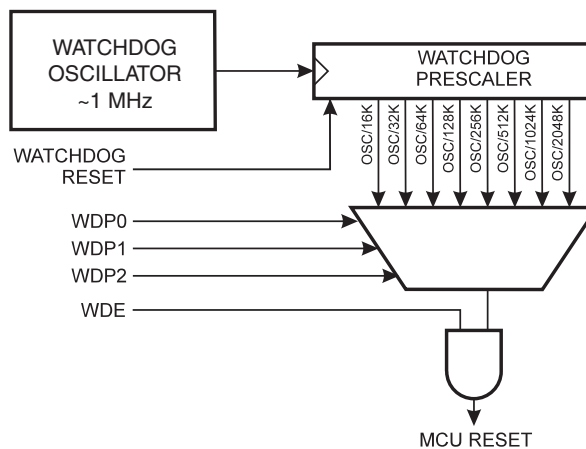 WATCHDOG
OSCILLATOR
~1 MHz
WATCHDOG
PRESCALER
OSC/16K
OSC/32K
OSC/64K
OSC/128K
OSC/256K
OSC/512K
OSC/1024K
OSC/2048K
WATCHDOG
RESET
WDP0
WDP1
WDP2
WDE
MCU RESET